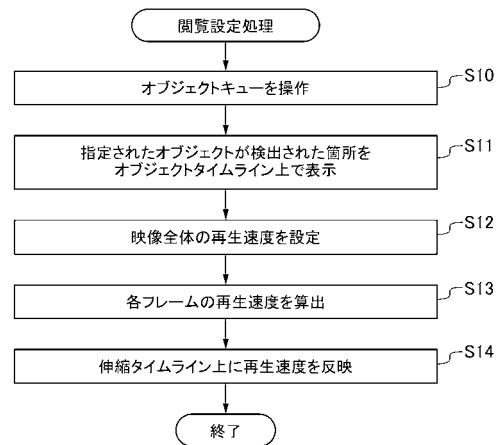 閲覧設定処理
オブジェクトキューを操作
S10
指定されたオブジェクトが検出された箇所を
オブジェクトタイムライン上で表示
S11
映像全体の再生速度を設定
S12
各フレームの再生速度を算出
S13
伸縮タイムライン上に再生速度を反映
S14
終了